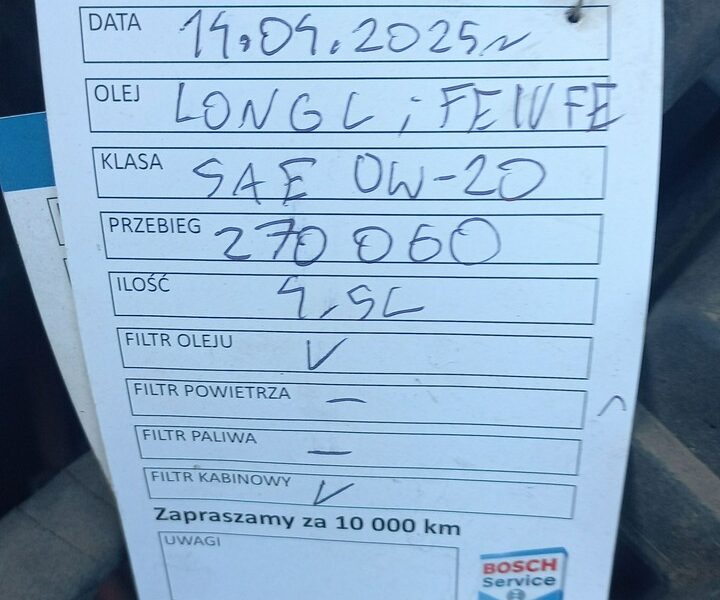 DATA 14.04.2025r
OLEJ LONGLiFE IV FE
KLASA SAE 0W-20
PRZEBIEG 270 060
ILOŚĆ 4,5L
FILTR OLEJU V
FILTR POWIETRZA —
FILTR PALIWA —
FILTR KABINOWY V
Zapraszamy za 10 000 km
UWAGI
BOSCH
Service